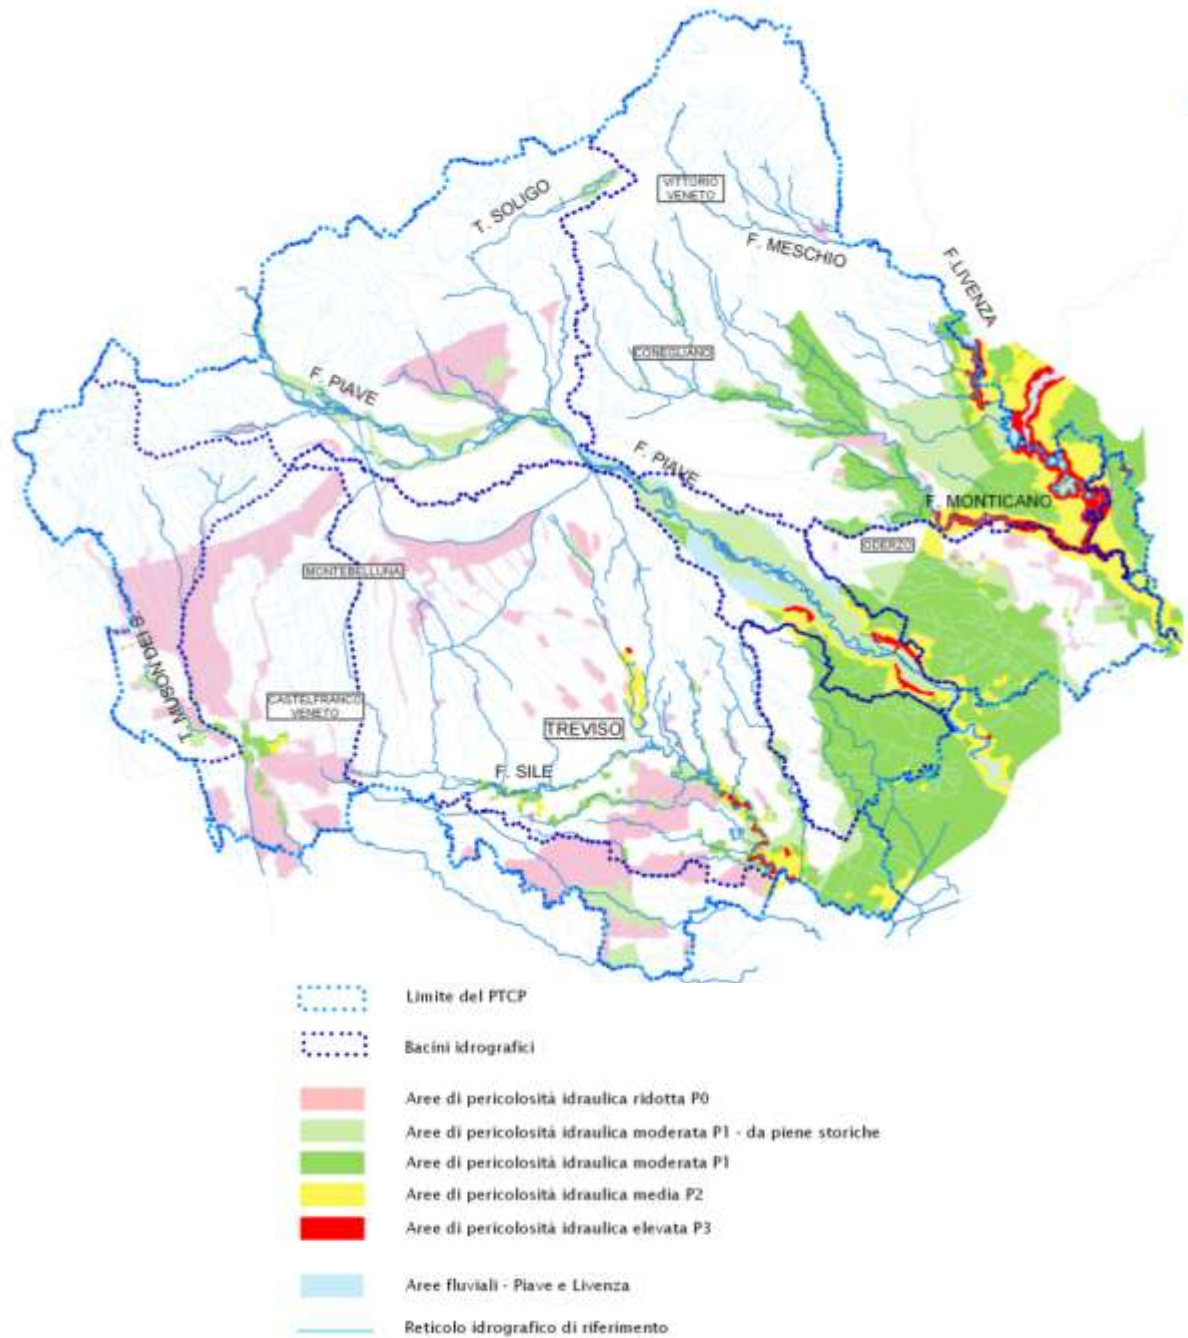 VITTORIO
VENETO
T. SOLIGO
F. MESCHIO
F.LIVENZA
CONEGLIANO
F. PIAVE
F. PIAVE
F. MONTICANO
ODERZO
MONTEBELLUNA
T. MUSON DEI S
CASTELFRANCO
VENETO
TREVISO
F. SILE
Limite del PTCP
Bacini idrografici
Aree di pericolosità idraulica ridotta P0
Aree di pericolosità idraulica moderata P1 - da piene storiche
Aree di pericolosità idraulica moderata P1
Aree di pericolosità idraulica media P2
Aree di pericolosità idraulica elevata P3
Aree fluviali - Piave e Livenza
Reticolo idrografico di riferimento